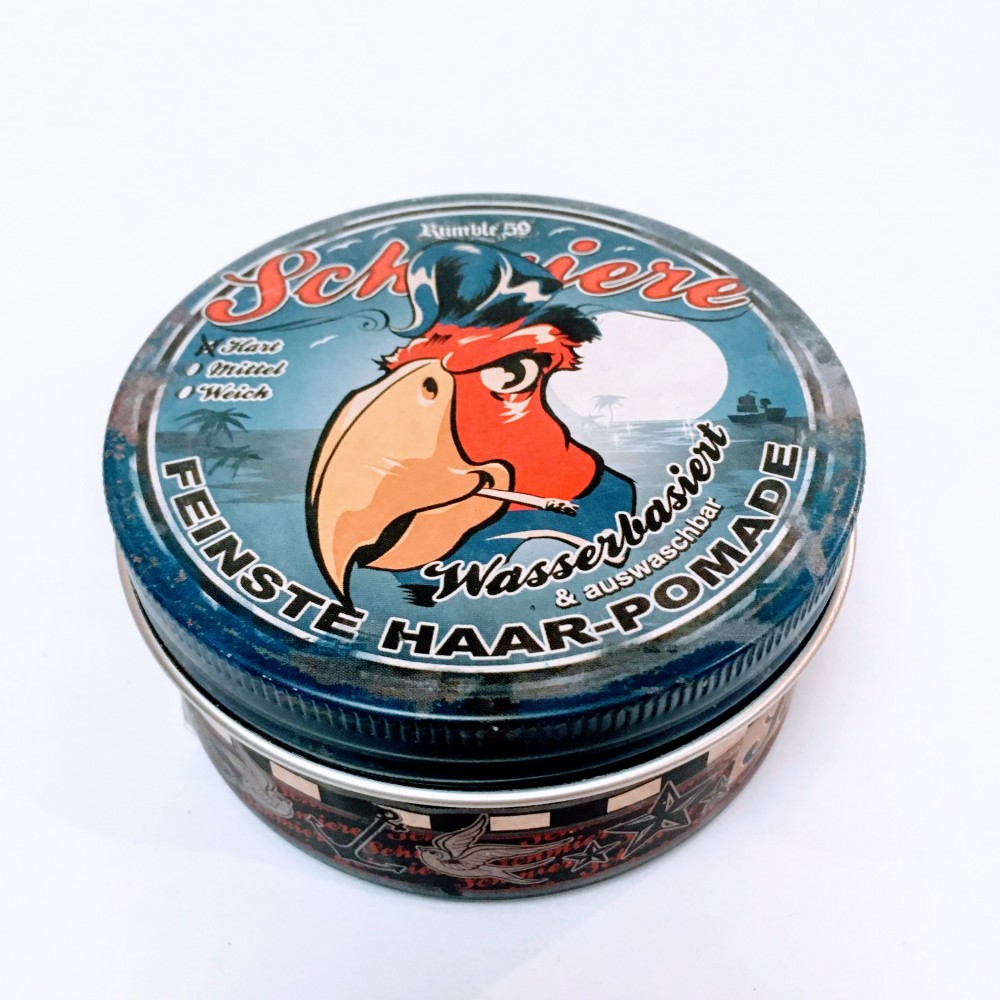 Rumble 59
Schmiere
Hart
Mittel
Weich
Wasserbasiert
& auswaschbar
FEINSTE HAAR-POMADE